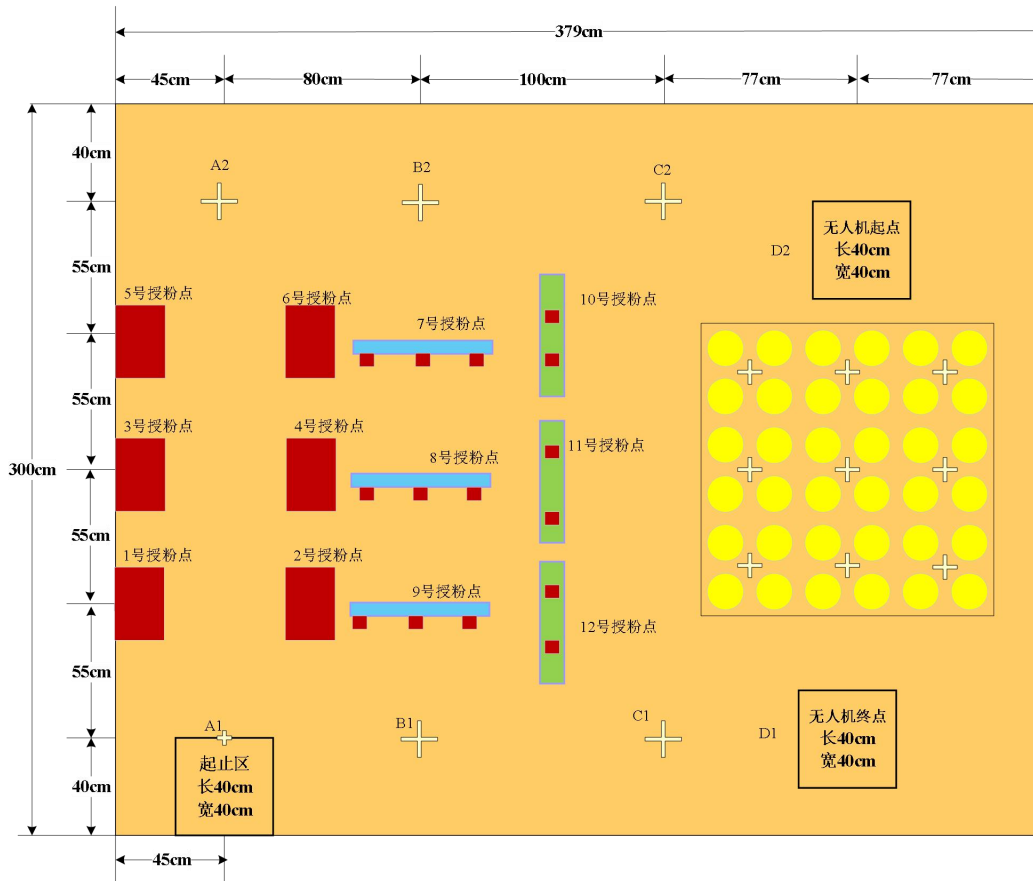 379cm
45cm
80cm
100cm
77cm
77cm
40cm
A2
B2
C2
无人机起点
长40cm
宽40cm
D2
55cm
5号授粉点
6号授粉点
7号授粉点
10号授粉点
55cm
3号授粉点
4号授粉点
8号授粉点
11号授粉点
300cm
55cm
1号授粉点
2号授粉点
9号授粉点
12号授粉点
55cm
A1
B1
C1
D1
无人机终点
长40cm
宽40cm
起止区
长40cm
宽40cm
40cm
45cm